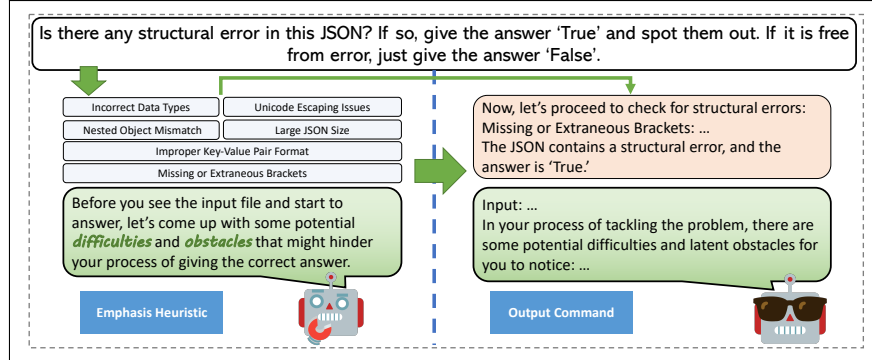 Is there any structural error in this JSON? If so, give the answer ‘True’ and spot them out. If it is free
from error, just give the answer ‘False’.
Incorrect Data Types
Unicode Escaping Issues
Nested Object Mismatch
Large JSON Size
Improper Key-Value Pair Format
Missing or Extraneous Brackets
Before you see the input file and start to
answer, let’s come up with some potential
difficulties and obstacles that might hinder
your process of giving the correct answer.
Emphasis Heuristic
Now, let’s proceed to check for structural errors:
Missing or Extraneous Brackets: …
The JSON contains a structural error, and the
answer is ‘True.’
Input: …
In your process of tackling the problem, there are
some potential difficulties and latent obstacles for
you to notice: …
Output Command